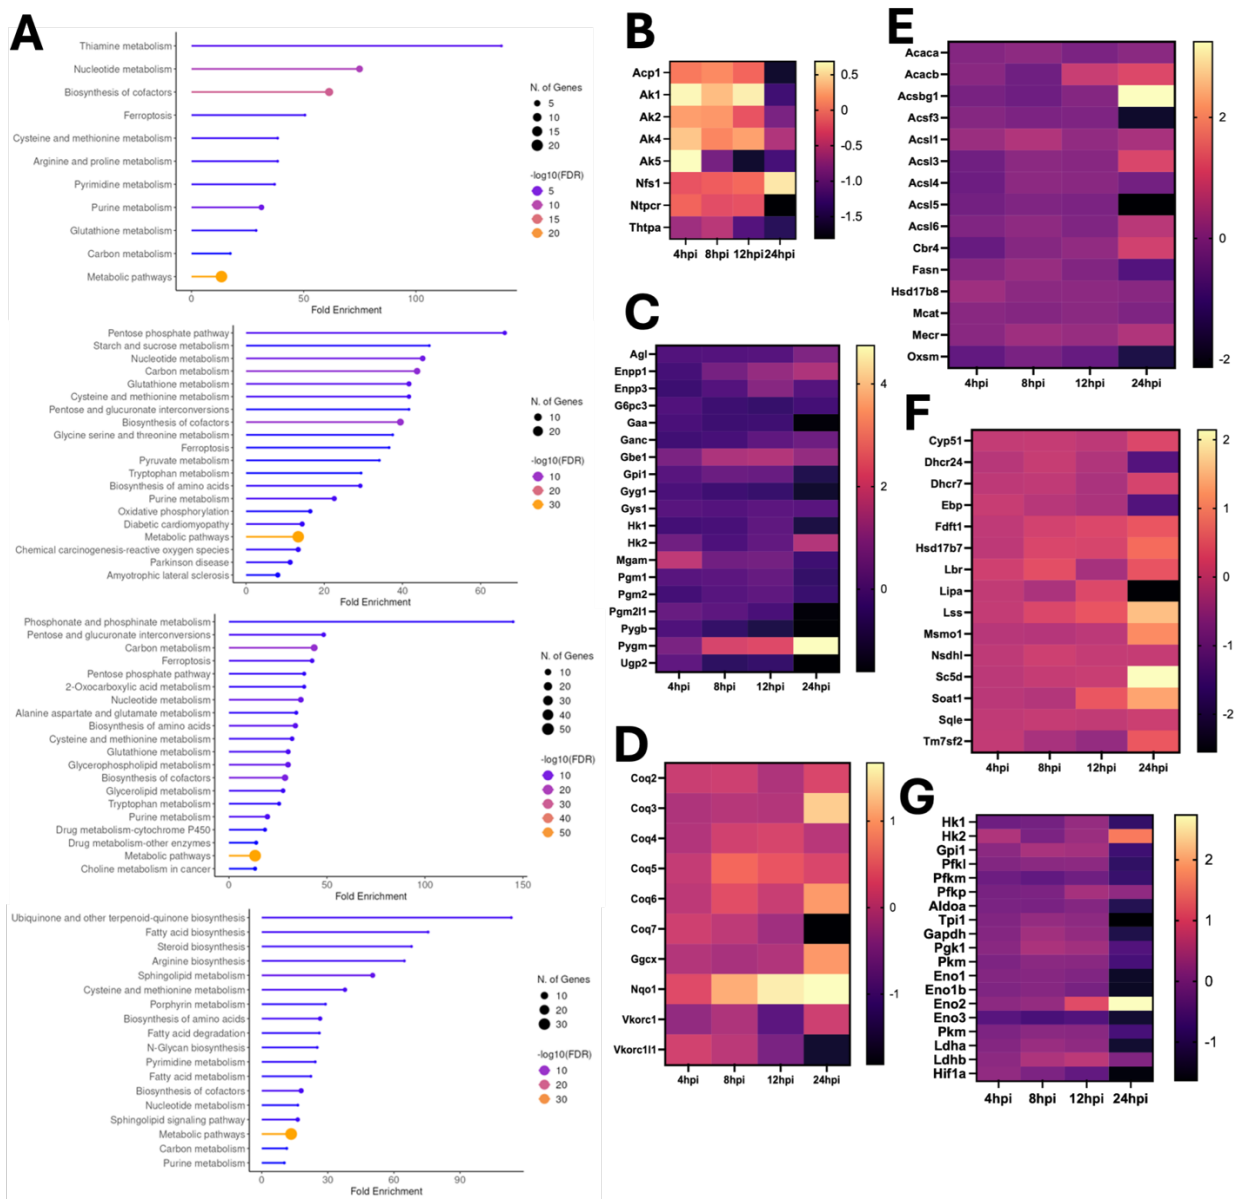 A
Thiamine metabolism
Nucleotide metabolism
Biosynthesis of cofactors
Ferroptosis
Cysteine and methionine metabolism
Arginine and proline metabolism
Pyrimidine metabolism
Purine metabolism
Glutathione metabolism
Carbon metabolism
Metabolic pathways
0 50 100
Fold Enrichment
N. of Genes
5
10
15
20
-log10(FDR)
5
10
15
20
Pentose phosphate pathway
Starch and sucrose metabolism
Nucleotide metabolism
Carbon metabolism
Glutathione metabolism
Cysteine and methionine metabolism
Pentose and glucuronate interconversions
Biosynthesis of cofactors
Glycine serine and threonine metabolism
Ferroptosis
Pyruvate metabolism
Tryptophan metabolism
Biosynthesis of amino acids
Purine metabolism
Oxidative phosphorylation
Diabetic cardiomyopathy
Metabolic pathways
Chemical carcinogenesis-reactive oxygen species
Parkinson disease
Amyotrophic lateral sclerosis
0 20 40 60
Fold Enrichment
N. of Genes
10
20
-log10(FDR)
10
20
30
Phosphonate and phosphinate metabolism
Pentose and glucuronate interconversions
Carbon metabolism
Ferroptosis
Pentose phosphate pathway
2-Oxocarboxylic acid metabolism
Nucleotide metabolism
Alanine aspartate and glutamate metabolism
Biosynthesis of amino acids
Cysteine and methionine metabolism
Glutathione metabolism
Glycerophospholipid metabolism
Biosynthesis of cofactors
Glycerolipid metabolism
Tryptophan metabolism
Purine metabolism
Drug metabolism-cytochrome P450
Drug metabolism-other enzymes
Metabolic pathways
Choline metabolism in cancer
0 50 100 150
Fold Enrichment
N. of Genes
10
20
30
40
50
-log10(FDR)
10
20
30
40
50
Ubiquinone and other terpenoid-quinone biosynthesis
Fatty acid biosynthesis
Steroid biosynthesis
Arginine biosynthesis
Sphingolipid metabolism
Cysteine and methionine metabolism
Porphyrin metabolism
Biosynthesis of amino acids
Fatty acid degradation
N-Glycan biosynthesis
Pyrimidine metabolism
Fatty acid metabolism
Biosynthesis of cofactors
Nucleotide metabolism
Sphingolipid signaling pathway
Metabolic pathways
Carbon metabolism
Purine metabolism
0 30 60 90
Fold Enrichment
N. of Genes
10
20
30
-log10(FDR)
10
20
30
B
Acp1
Ak1
Ak2
Ak4
Ak5
Nfs1
Ntpcr
Thtpa
4hpi 8hpi 12hpi 24hpi
0.5
0
-0.5
-1.0
-1.5
C
Agl
Enpp1
Enpp3
G6pc3
Gaa
Ganc
Gbe1
Gpi1
Gyg1
Gys1
Hk1
Hk2
Mgam
Pgm1
Pgm2
Pgm2l1
Pygb
Pygm
Ugp2
4hpi 8hpi 12hpi 24hpi
4
2
0
D
Coq2
Coq3
Coq4
Coq5
Coq6
Coq7
Ggcx
Nqo1
Vkorc1
Vkorc1l1
4hpi 8hpi 12hpi 24hpi
1
0
-1
E
Acaca
Acacb
Acsbg1
Acsf3
Acsl1
Acsl3
Acsl4
Acsl5
Acsl6
Cbr4
Fasn
Hsd17b8
Mcat
Mecr
Oxsm
4hpi 8hpi 12hpi 24hpi
2
0
-2
F
Cyp51
Dhcr24
Dhcr7
Ebp
Fdft1
Hsd17b7
Lbr
Lipa
Lss
Msmo1
Nsdhl
Sc5d
Soat1
Sqle
Tm7sf2
4hpi 8hpi 12hpi 24hpi
2
1
0
-1
-2
G
Hk1
Hk2
Gpi1
Pfkl
Pfkm
Pfkp
Aldoa
Tpi1
Gapdh
Pgk1
Pkm
Eno1
Eno1b
Eno2
Eno3
Pkm
Ldha
Ldhb
Hif1a
4hpi 8hpi 12hpi 24hpi
2
1
0
-1